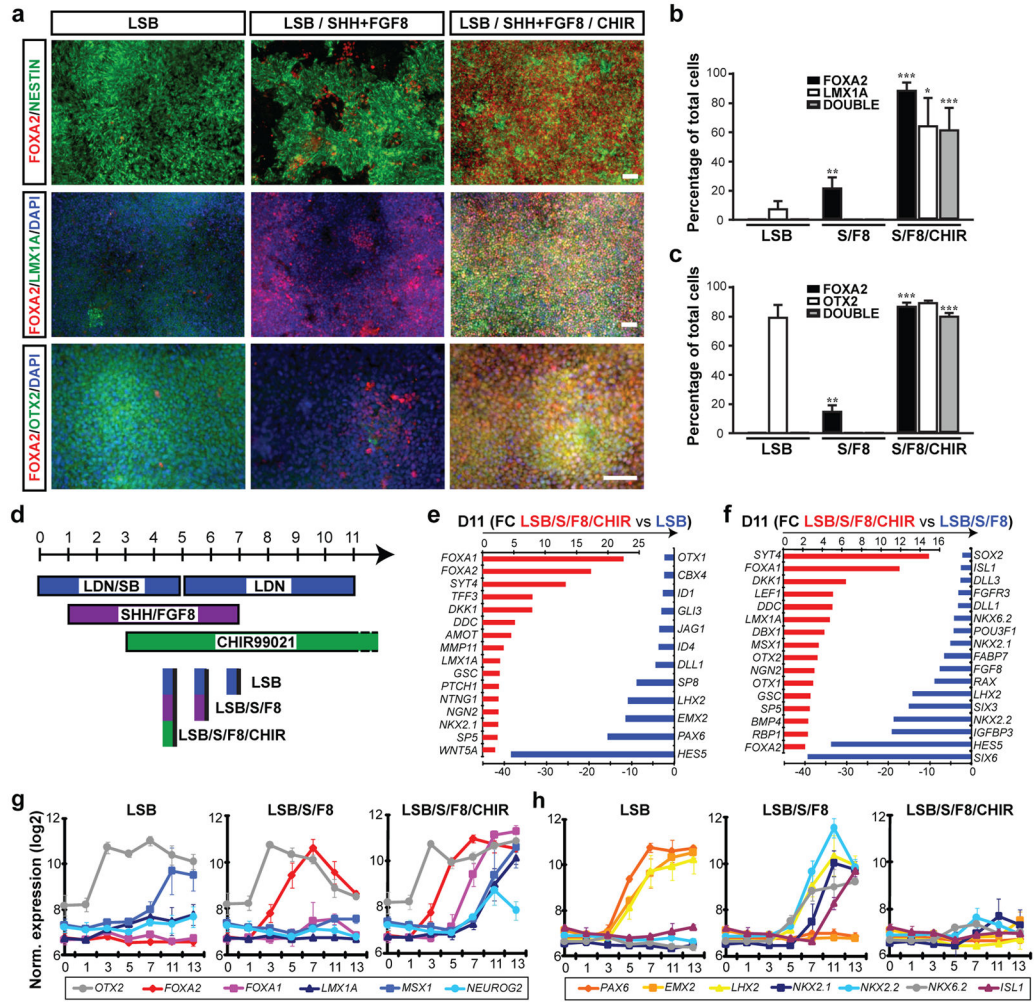 a
LSB
LSB / SHH+FGF8
LSB / SHH+FGF8 / CHIR
FOXA2/NESTIN
FOXA2/LMX1A/DAPI
FOXA2/OTX2/DAPI
b
Percentage of total cells
100
80
60
40
20
0
FOXA2
LMX1A
DOUBLE
**
***
*
***
LSB
S/F8
S/F8/CHIR
c
Percentage of total cells
100
80
60
40
20
0
FOXA2
OTX2
DOUBLE
**
***
***
LSB
S/F8
S/F8/CHIR
d
0 1 2 3 4 5 6 7 8 9 10 11
LDN/SB
LDN
SHH/FGF8
CHIR99021
LSB
LSB/S/F8
LSB/S/F8/CHIR
e
D11 (FC LSB/S/F8/CHIR vs LSB)
0 5 10 15 20 25
FOXA1
FOXA2
SYT4
TFF3
DKK1
DDC
AMOT
MMP11
LMX1A
GSC
PTCH1
NTNG1
NGN2
NKX2.1
SP5
WNT5A
OTX1
CBX4
ID1
GLI3
JAG1
ID4
DLL1
SP8
LHX2
EMX2
PAX6
HES5
-40 -30 -20 -10 0
f
D11 (FC LSB/S/F8/CHIR vs LSB/S/F8)
0 2 4 6 8 10 12 14 16
SYT4
FOXA1
DKK1
LEF1
DDC
LMX1A
DBX1
MSX1
OTX2
NGN2
OTX1
GSC
SP5
BMP4
RBP1
FOXA2
SOX2
ISL1
DLL3
FGFR3
DLL1
NKX6.2
POU3F1
NKX2.1
FABP7
FGF8
RAX
LHX2
SIX3
NKX2.2
IGFBP3
HES5
SIX6
-40 -30 -20 -10 0
g
LSB
LSB/S/F8
LSB/S/F8/CHIR
Norm. expression (log2)
12
10
8
6
0 1 3 5 7 11 13
0 1 3 5 7 11 13
0 1 3 5 7 11 13
OTX2 FOXA2 FOXA1 LMX1A MSX1 NEUROG2
h
LSB
LSB/S/F8
LSB/S/F8/CHIR
12
10
8
6
0 1 3 5 7 11 13
0 1 3 5 7 11 13
0 1 3 5 7 11 13
PAX6 EMX2 LHX2 NKX2.1 NKX2.2 NKX6.2 ISL1